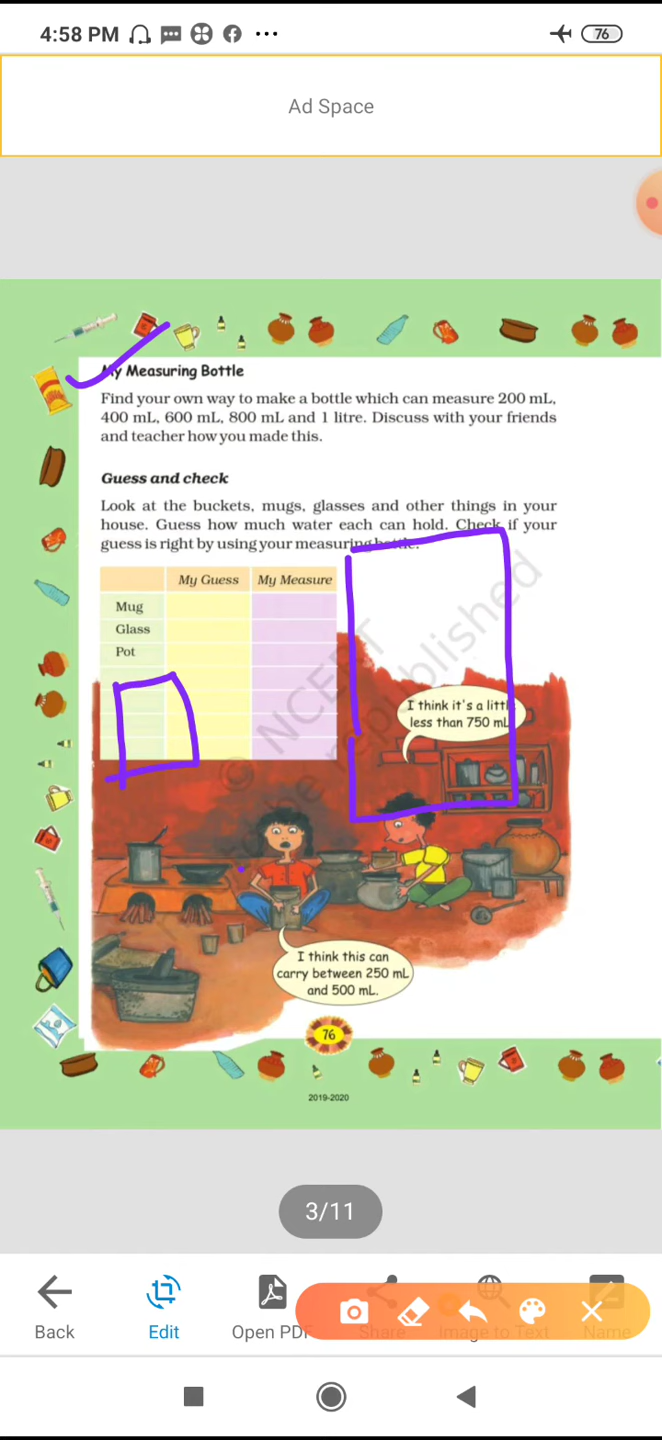 4:58 PM
76
Ad Space
My Measuring Bottle
Find your own way to make a bottle which can measure 200 mL,
400 mL, 600 mL, 800 mL and 1 litre. Discuss with your friends
and teacher how you made this.
Guess and check
Look at the buckets, mugs, glasses and other things in your
house. Guess how much water each can hold. Check if your
guess is right by using your measuring bottle.
My Guess My Measure
Mug
Glass
Pot
I think it's a little
less than 750 mL
I think this can
carry between 250 mL
and 500 mL.
76
2019-2020
3/11
Back
Edit
Open PDF
Share
Image to Text
Name